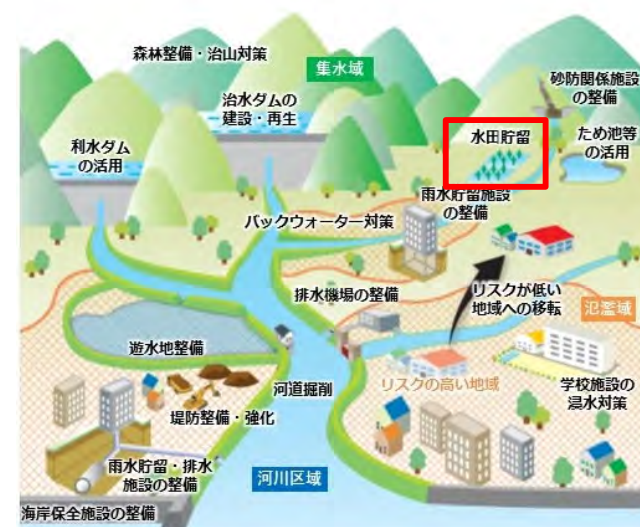 森林整備・治山対策
集水域
砂防関係施設
の整備
治水ダムの
建設・再生
水田貯留
ため池等
の活用
利水ダム
の活用
雨水貯留施設
の整備
バックウォーター対策
排水機場の整備
リスクが低い
地域への移転
氾濫域
遊水地整備
河道掘削
リスクの高い地域
学校施設の
浸水対策
堤防整備・強化
雨水貯留・排水
施設の整備
河川区域
海岸保全施設の整備